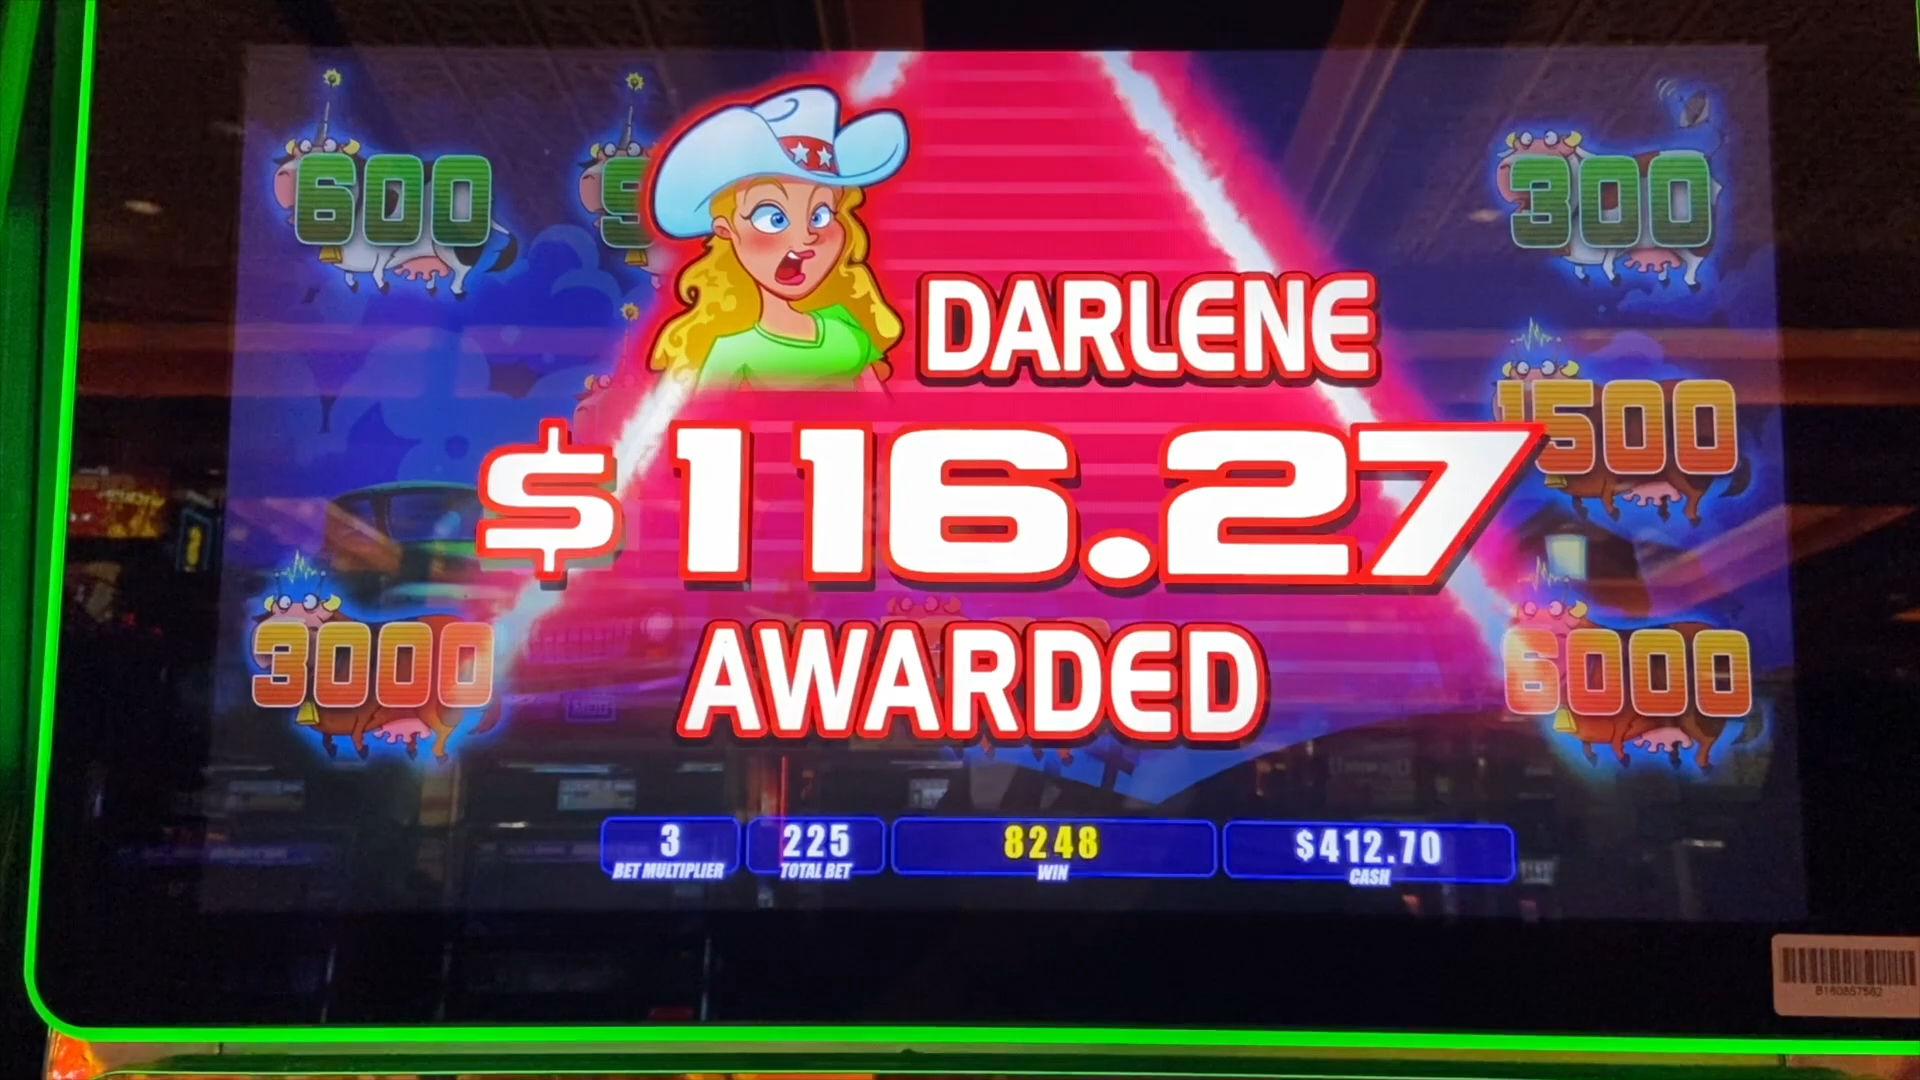 600
9
300
DARLENE
1500
$116.27
3000
AWARDED
6000
3
BET MULTIPLIER
225
TOTAL BET
8248
WIN
$412.70
CASH